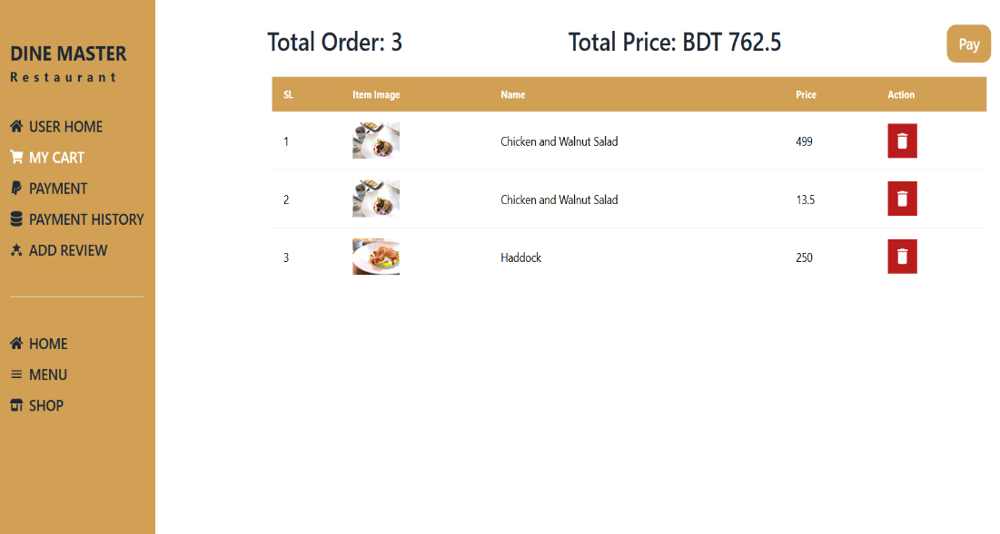 DINE MASTER
Restaurant
USER HOME
MY CART
PAYMENT
PAYMENT HISTORY
ADD REVIEW
HOME
MENU
SHOP
Total Order: 3 Total Price: BDT 762.5 Pay
SL Item Image Name Price Action
1 Chicken and Walnut Salad 499
2 Chicken and Walnut Salad 13.5
3 Haddock 250